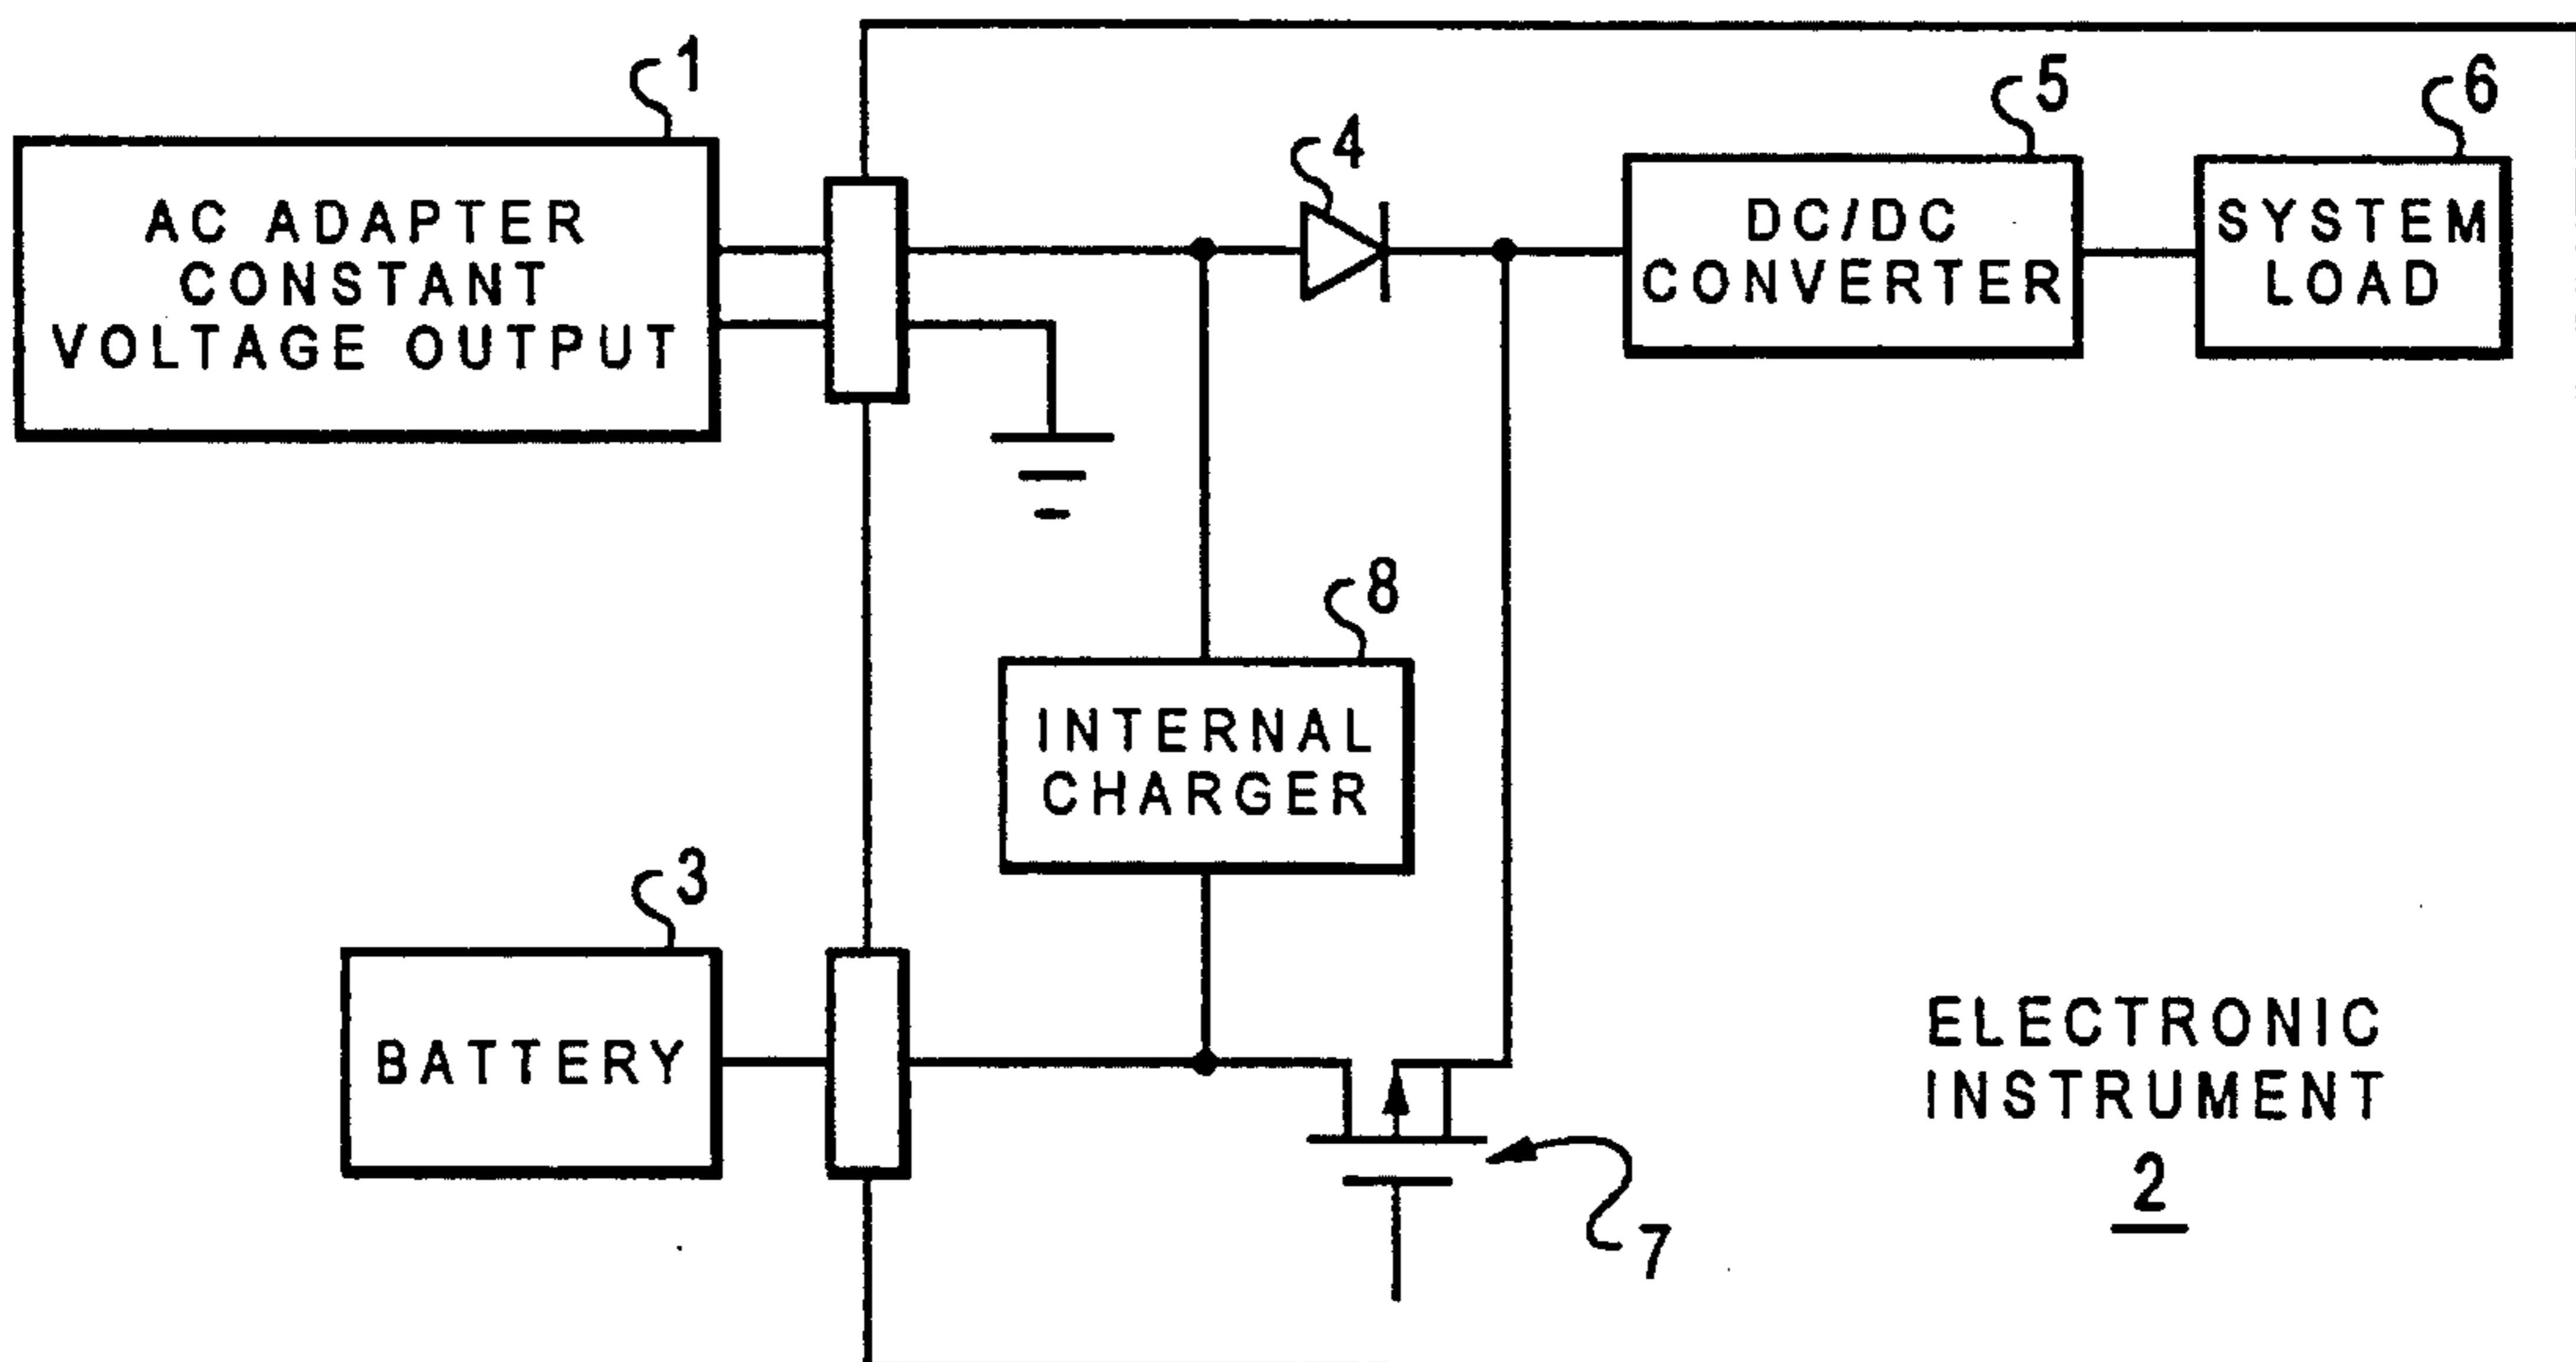 1
AC ADAPTER
CONSTANT
VOLTAGE OUTPUT
4
5
DC/DC
CONVERTER
6
SYSTEM
LOAD
8
INTERNAL
CHARGER
3
BATTERY
7
ELECTRONIC
INSTRUMENT
2